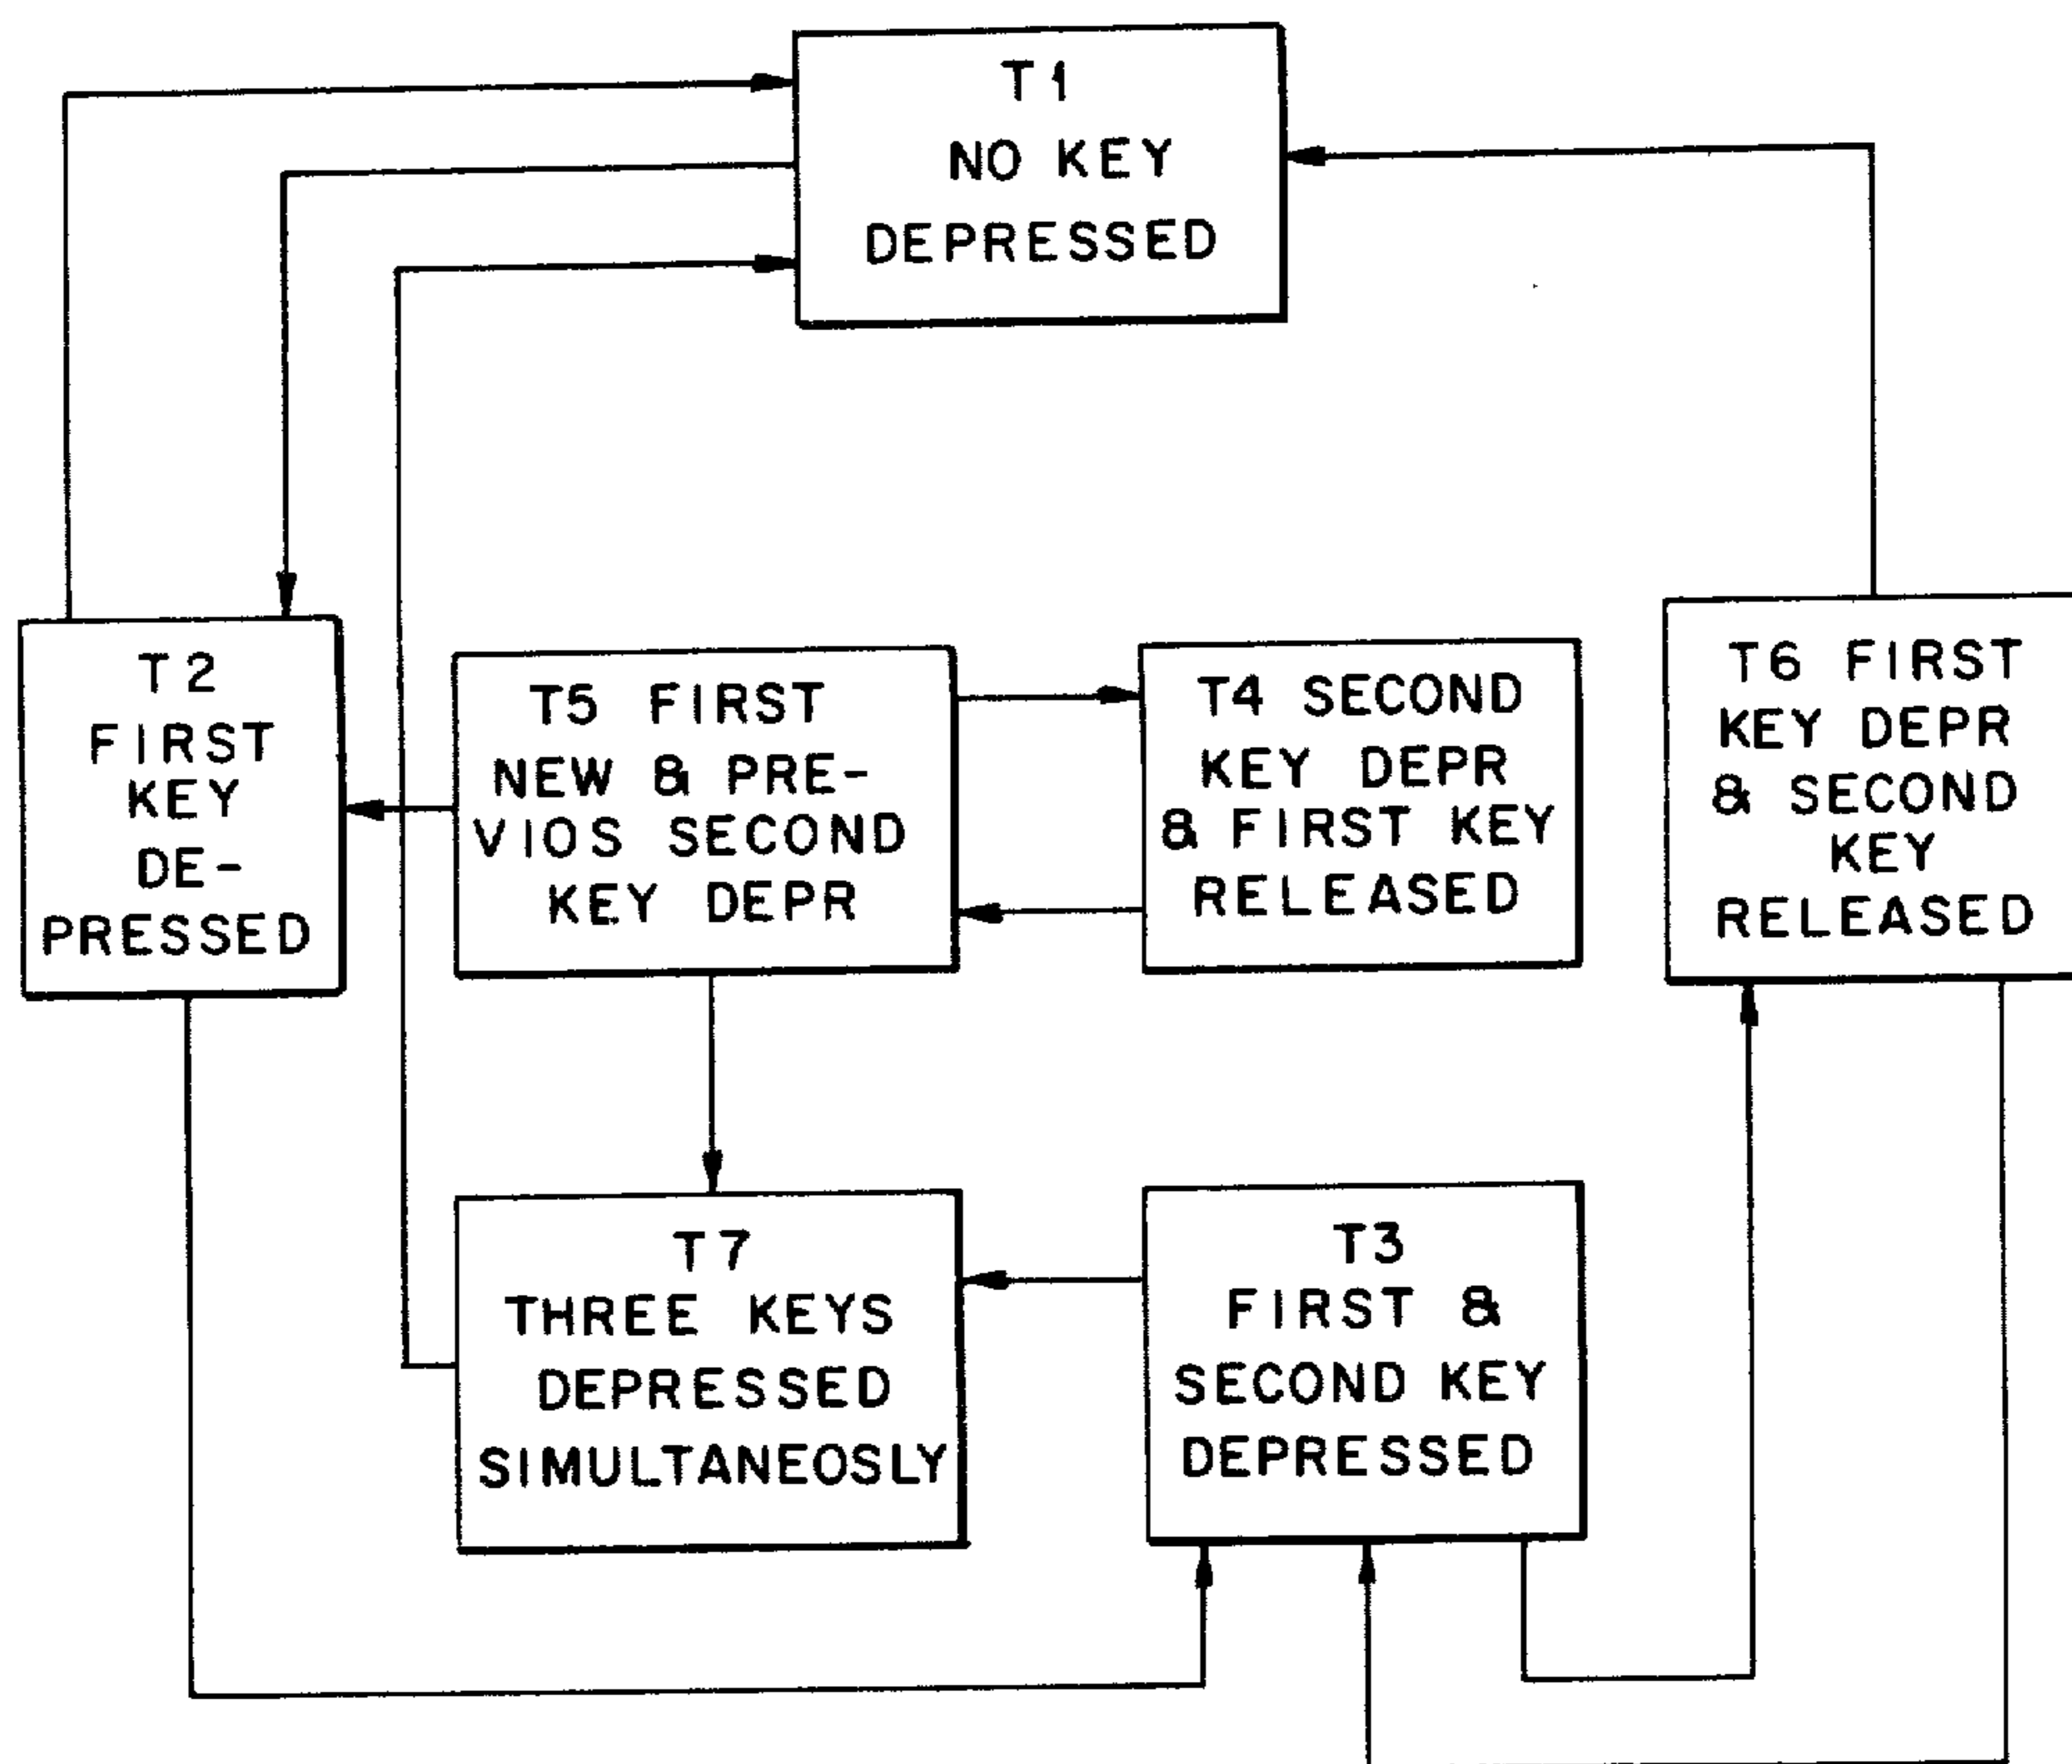 T1
NO KEY
DEPRESSED
T2
FIRST
KEY
DE-
PRESSED
T5 FIRST
NEW & PRE-
VIOS SECOND
KEY DEPR
T4 SECOND
KEY DEPR
& FIRST KEY
RELEASED
T6 FIRST
KEY DEPR
& SECOND
KEY
RELEASED
T7
THREE KEYS
DEPRESSED
SIMULTANEOSLY
T3
FIRST &
SECOND KEY
DEPRESSED